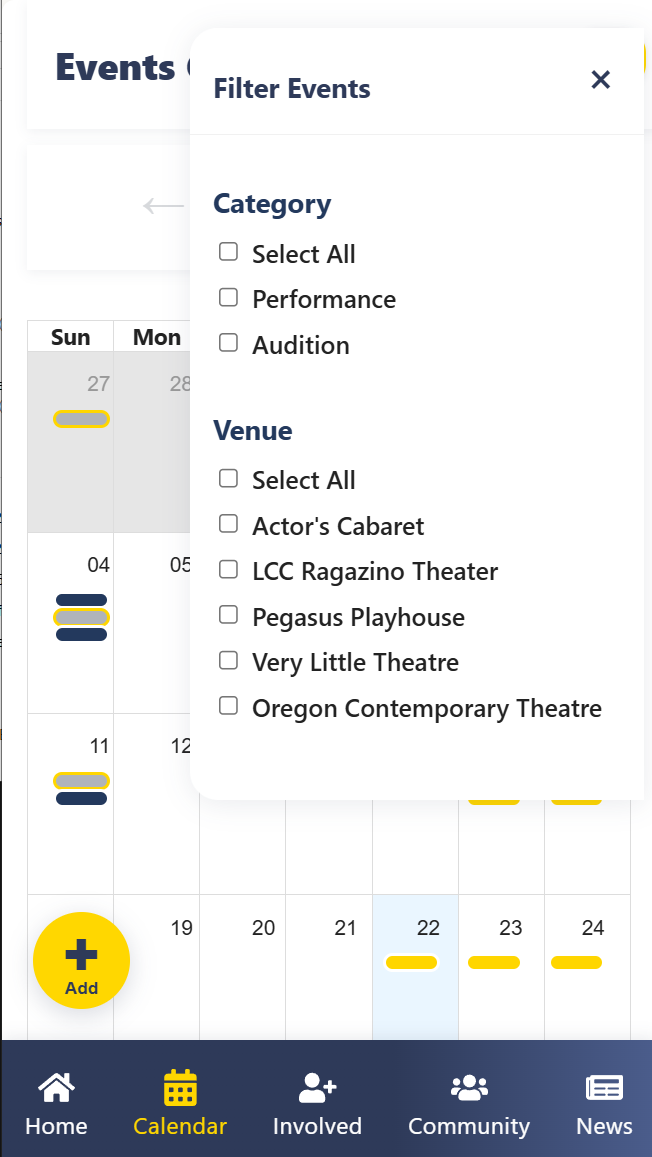 Events
Filter Events
Category
Select All
Performance
Audition
Venue
Select All
Actor's Cabaret
LCC Ragazino Theater
Pegasus Playhouse
Very Little Theatre
Oregon Contemporary Theatre
Sun Mon
27 28
04 05
11 12
19 20 21 22 23 24
Add
Home Calendar Involved Community News